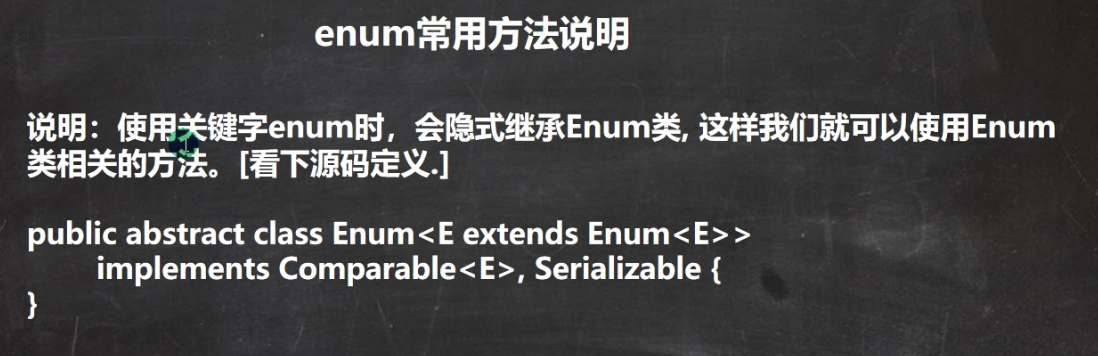 enum常用方法说明
说明：使用关键字enum时，会隐式继承Enum类, 这样我们就可以使用Enum
类相关的方法。[看下源码定义.]
public abstract class Enum<E extends Enum<E>>
implements Comparable<E>, Serializable {
}